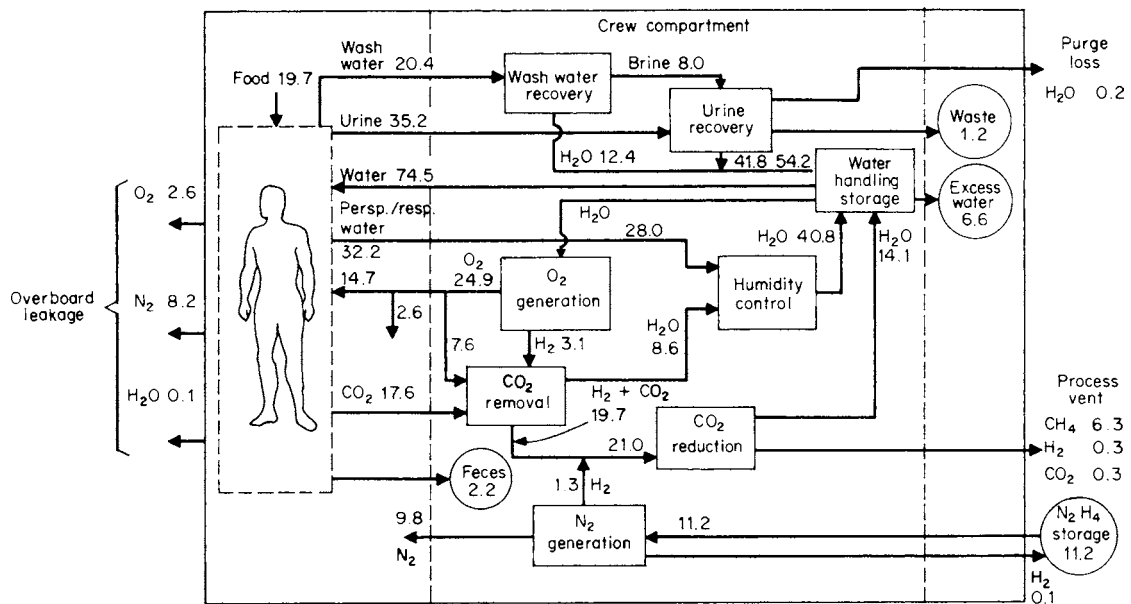 Crew compartment
Wash
water 20.4
Food 19.7
Wash water
recovery
Brine 8.0
Urine
recovery
Purge
loss
H₂O 0.2
Waste
1.2
Urine 35.2
H₂O 12.4
41.8 54.2
Water
handling
storage
Excess
water
6.6
Water 74.5
Persp./resp.
water
32.2
H₂O
28.0
H₂O 40.8
H₂O
14.1
O₂ 2.6
N₂ 8.2
H₂O 0.1
Overboard
leakage
14.7
O₂
24.9
O₂
generation
Humidity
control
2.6
7.6
H₂ 3.1
H₂O
8.6
CO₂ 17.6
CO₂
removal
H₂ + CO₂
19.7
21.0
CO₂
reduction
Process
vent
CH₄ 6.3
H₂ 0.3
CO₂ 0.3
Feces
2.2
1.3 H₂
9.8
N₂
N₂
generation
11.2
N₂H₄
storage
11.2
H₂
0.1